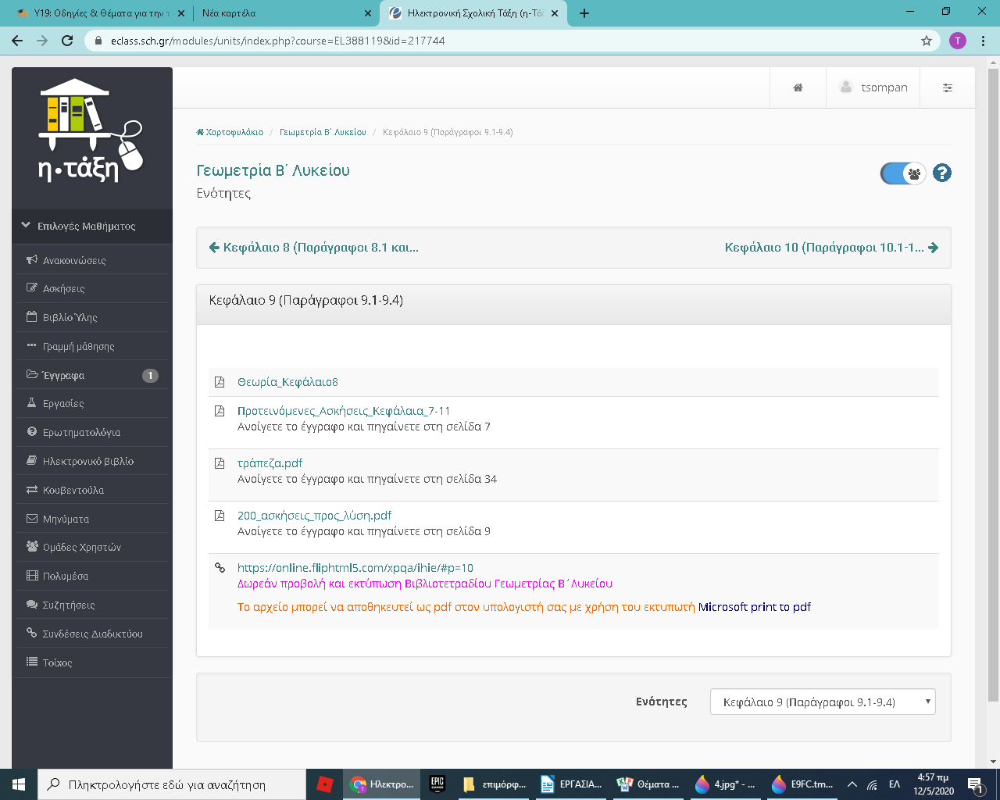 Υ19: Οδηγίες & Θέματα για την τ
Νέα καρτέλα
Ηλεκτρονική Σχολική Τάξη (η-Τά
eclass.sch.gr/modules/units/index.php?course=EL388119&id=217744
T
η·τάξη
tsompan
Χαρτοφυλάκιο / Γεωμετρία Β΄ Λυκείου / Κεφάλαιο 9 (Παράγραφοι 9.1-9.4)
Γεωμετρία Β΄ Λυκείου
Ενότητες
Επιλογές Μαθήματος
Ανακοινώσεις
Ασκήσεις
Βιβλίο Ύλης
Γραμμή μάθησης
Έγγραφα 1
Εργασίες
Ερωτηματολόγια
Ηλεκτρονικό βιβλίο
Κουβεντούλα
Μηνύματα
Ομάδες Χρηστών
Πολυμέσα
Συζητήσεις
Συνδέσεις Διαδικτύου
Τοίχος
Κεφάλαιο 8 (Παράγραφοι 8.1 και...
Κεφάλαιο 10 (Παράγραφοι 10.1-1...
Κεφάλαιο 9 (Παράγραφοι 9.1-9.4)
Θεωρία_Κεφάλαιο8
Προτεινόμενες_Ασκήσεις_Κεφάλαια_7-11
Ανοίγετε το έγγραφο και πηγαίνετε στη σελίδα 7
τράπεζα.pdf
Ανοίγετε το έγγραφο και πηγαίνετε στη σελίδα 34
200_ασκήσεις_προς_λύση.pdf
Ανοίγετε το έγγραφο και πηγαίνετε στη σελίδα 9
https://online.fliphtml5.com/xpqa/ihie/#p=10
Δωρεάν προβολή και εκτύπωση Βιβλιοτετραδίου Γεωμετρίας Β΄Λυκείου
Το αρχείο μπορεί να αποθηκευτεί ως pdf στον υπολογιστή σας με χρήση του εκτυπωτή Microsoft print to pdf
Ενότητες
Κεφάλαιο 9 (Παράγραφοι 9.1-9.4)
Πληκτρολογήστε εδώ για αναζήτηση
Ηλεκτρο...
EPIC GAMES
επιμόρφ...
ΕΡΓΑΣΙΑ...
Θέματα ...
4.jpg* - ...
E9FC.tm...
ΕΛ
4:57 πμ
12/5/2020
1